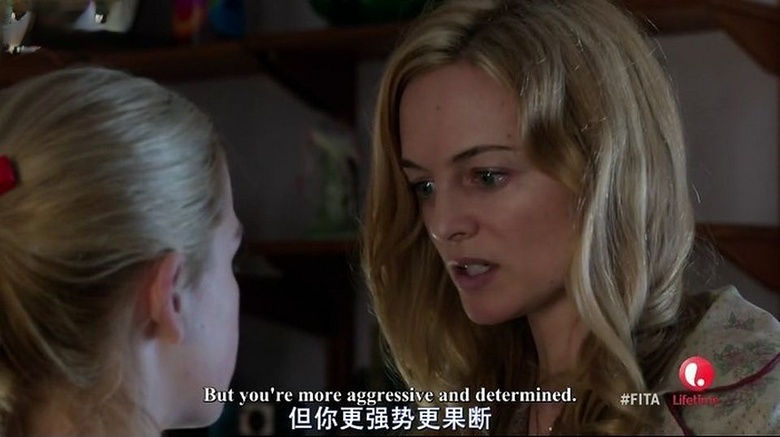 But you're more aggressive and determined.
但你更强势更果断
#FITA
Lifetime